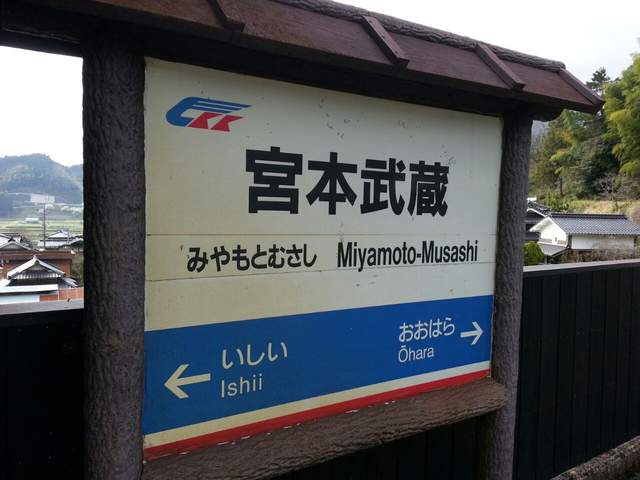 宮本武蔵
みやもとむさし Miyamoto-Musashi
← いしい
Ishii
おおはら →
Ōhara